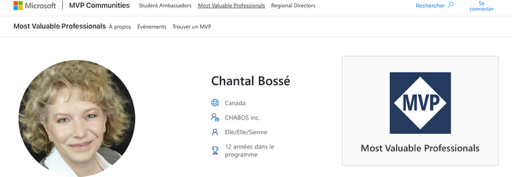 Microsoft MVP Communities Student Ambassadors Most Valuable Professionals Regional Directors Rechercher Se connecter
Most Valuable Professionals À propos Événements Trouver un MVP
Chantal Bossé
Canada
CHABOS inc.
Elle/Elle/Sienne
12 années dans le
programme
MVP
Most Valuable Professionals